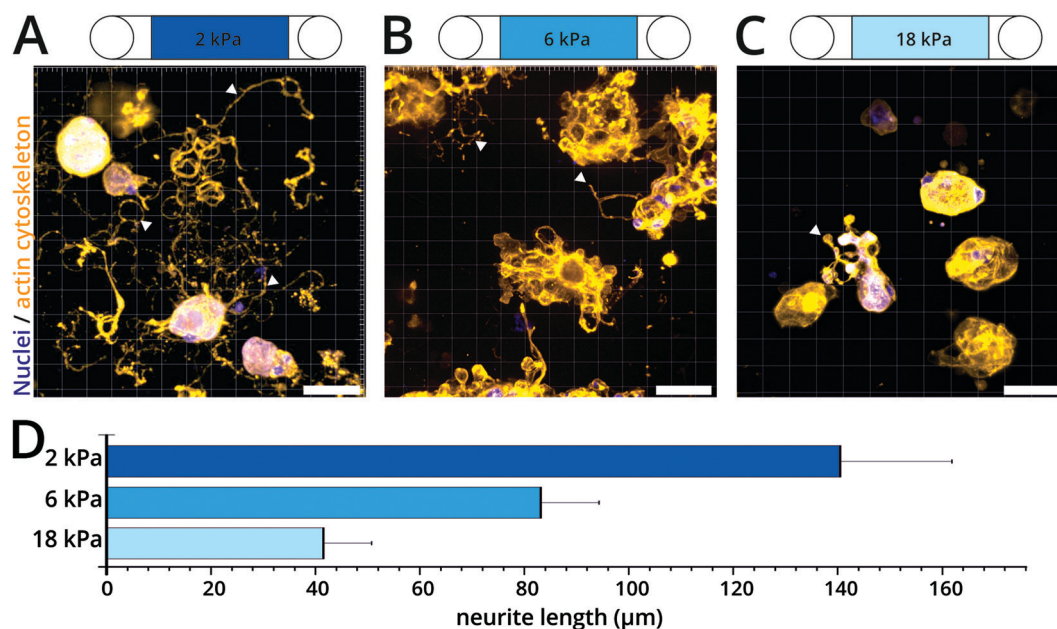 A
2 kPa
B
6 kPa
C
18 kPa
Nuclei / actin cytoskeleton
D
2 kPa
6 kPa
18 kPa
0 20 40 60 80 100 120 140 160
neurite length (μm)